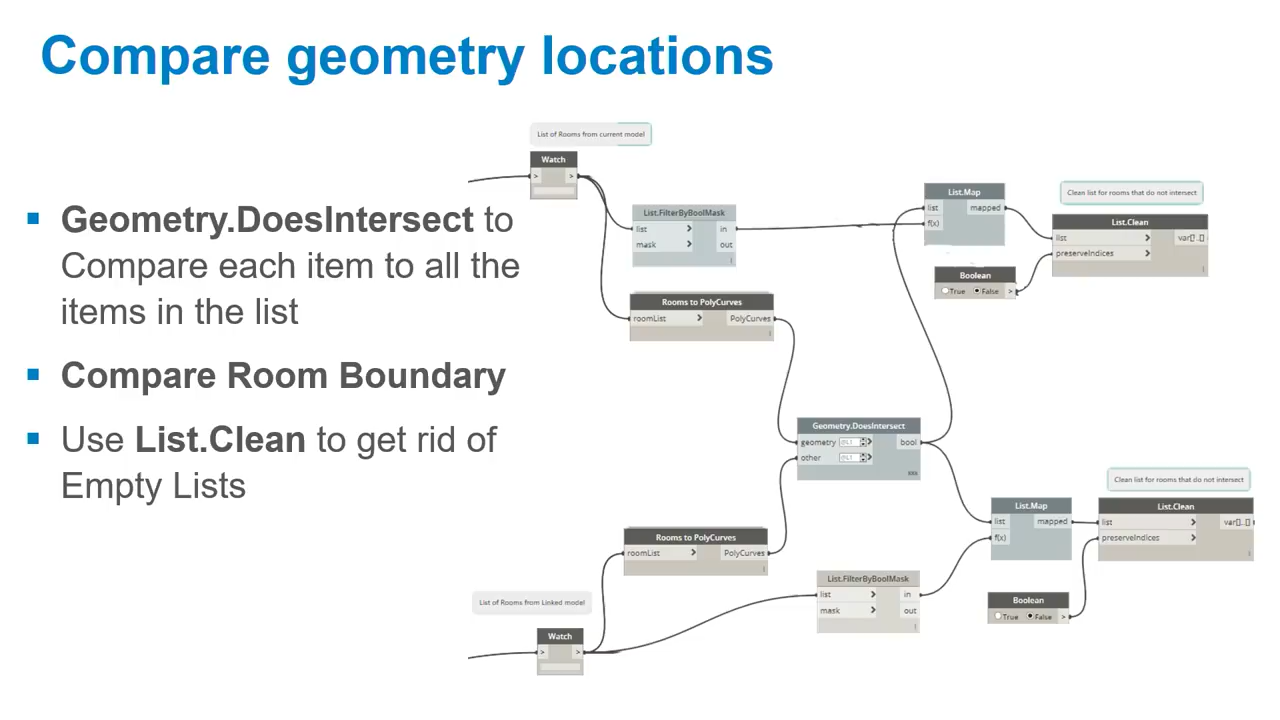 Compare geometry locations
Geometry.DoesIntersect to
Compare each item to all the
items in the list
Compare Room Boundary
Use List.Clean to get rid of
Empty Lists
List of Rooms from current model
Watch
> >
List.FilterByBoolMask
list > in
mask > out
Rooms to PolyCurves
roomList > PolyCurves
List.Map
list mapped
f(x)
Clean list for rooms that do not intersect
List.Clean
list > var[]..[]
preserveIndices >
Boolean
True False >
Geometry.DoesIntersect
geometry @L1 > bool
other @L1 >
Clean list for rooms that do not intersect
List.Map
list mapped
f(x)
List.Clean
list > var[]..[]
preserveIndices >
Rooms to PolyCurves
roomList > PolyCurves
List.FilterByBoolMask
list > in
mask > out
Boolean
True False >
List of Rooms from Linked model
Watch
> >